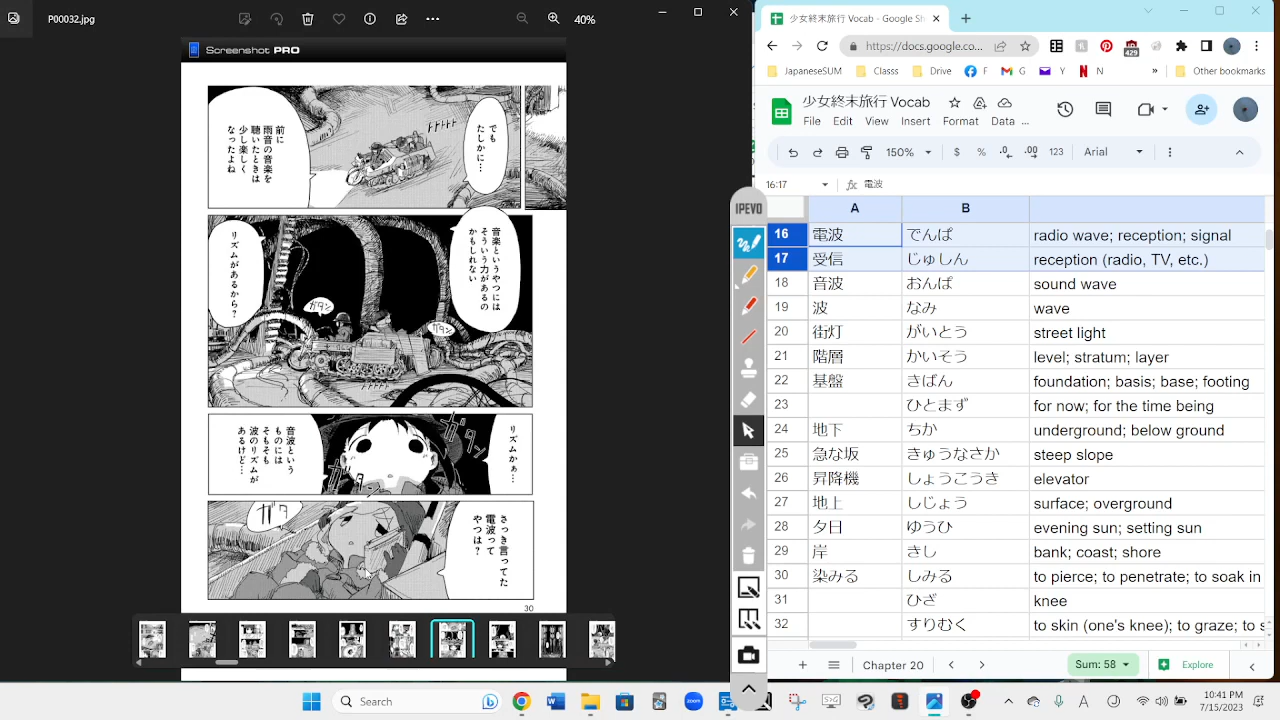 P00032.jpg
40%
Screenshot PRO
でも
たしかに…
前に
雨音の音楽を
聴いたときは
少し楽しく
なったよね
音楽というやつには
そういう力があるの
かもしれない
リズムがあるから?
ガタン
ガタン
リズムかぁ…
音波という
ものには
そもそも
波のリズムが
あるけど…
ガタン
さっき言ってた
電波って
やつは?
ガタ
30
少女終末旅行 Vocab - Google Sh
https://docs.google.co...
JapaneseSUM
Classs
Drive
F
G
Y
N
Other bookmarks
少女終末旅行 Vocab
File Edit View Insert Format Data ...
150%
$ % .0 .00 123 Arial
16:17
fx 電波
IPEVO
A B
16 電波 でんぱ radio wave; reception; signal
17 受信 じゅしん reception (radio, TV, etc.)
18 音波 おんぱ sound wave
19 波 なみ wave
20 街灯 がいとう street light
21 階層 かいそう level; stratum; layer
22 基盤 きばん foundation; basis; base; footing
23 ひとまず for now; for the time being
24 地下 ちか underground; below ground
25 急な坂 きゅうなさか steep slope
26 昇降機 しょうこうき elevator
27 地上 しじょう surface; overground
28 夕日 ゆうひ evening sun; setting sun
29 岸 きし bank; coast; shore
30 染みる しみる to pierce; to penetrate; to soak in
31 ひざ knee
32 すりむく to skin (one's knee); to graze; to s
Chapter 20
Sum: 58
Explore
Search
zoom
10:41 PM
7/13/2023